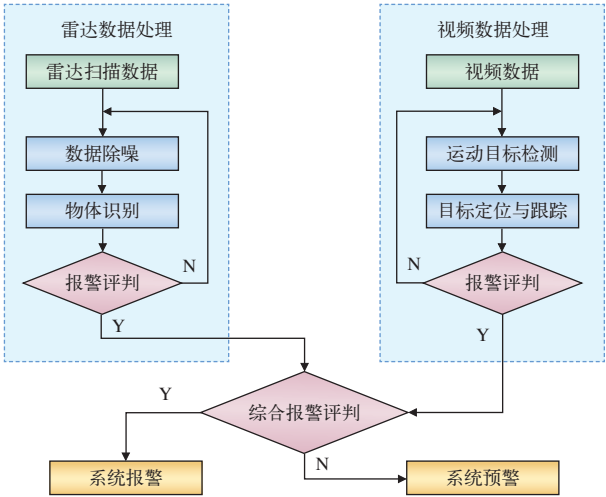 雷达数据处理
雷达扫描数据
数据除噪
物体识别
报警评判
N
Y
视频数据处理
视频数据
运动目标检测
目标定位与跟踪
报警评判
N
Y
综合报警评判
Y
N
系统报警
系统预警